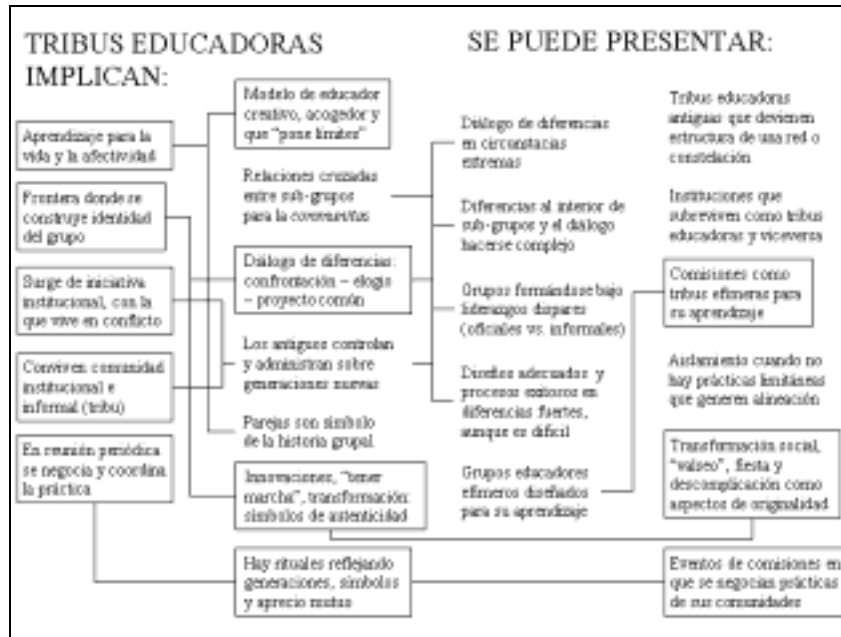 TRIBUS EDUCADORAS
IMPLICAN:
Aprendizaje para la
vida y la afectividad
Frontera donde se
construye identidad
del grupo
Surge de iniciativa
institucional, con la
que vive en conflicto
Conviven comunidad
institucional e
informal (tribu)
En reunión periódica
se negocia y coordina
la práctica
Modelo de educador
creativo, acogedor y
que "pone límites"
Relaciones cruzadas
entre sub-grupos
para la communitas
Diálogo de diferencias:
confrontación – elogio
– proyecto común
Los antiguos controlan
y administran sobre
generaciones nuevas
Parejas son símbolo
de la historia grupal
Innovaciones, "tener
marcha", transformación:
símbolos de autenticidad
Hay rituales reflejando
generaciones, símbolos
y aprecio mutuo
SE PUEDE PRESENTAR:
Diálogo de diferencias
en circunstacias
extremas
Diferencias al interior de
sub-grupos y el diálogo
hacerse complejo
Grupos formándose bajo
liderazgos dispares
(oficiales vs. informales)
Diseños adecuados y
procesos exitosos en
diferencias fuertes,
aunque es difícil
Grupos educadores
efímeros diseñados
para su aprendizaje
Tribus educadoras
antiguas que devienen
estructura de una red o
constelación
Instituciones que
subreviven como tribus
educadoras y viceversa
Comisiones como
tribus efímeras para
su aprendizaje
Aislamiento cuando no
hay prácticas limitáneas
que generen alineación
Transformación social,
"valseo", fiesta y
descomplicación como
aspectos de originalidad
Eventos de comisiones en
que se negocian prácticas
de sus comunidades